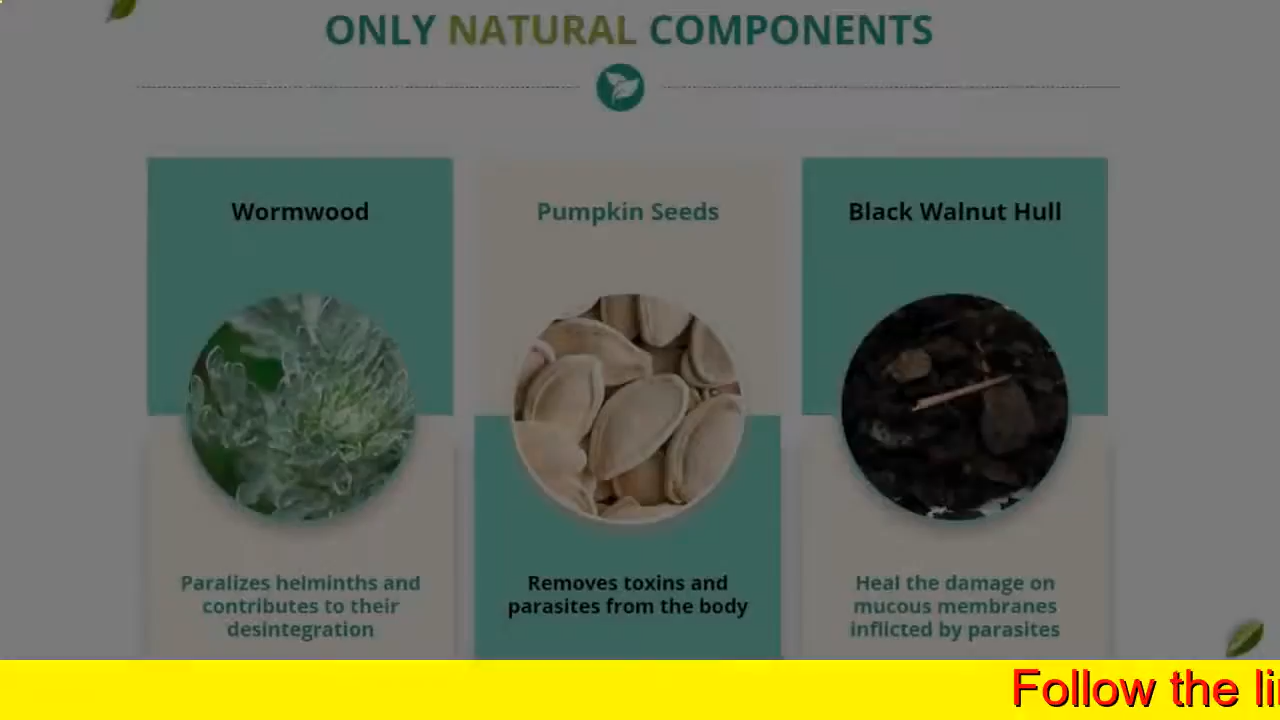 ONLY NATURAL COMPONENTS
Wormwood
Pumpkin Seeds
Black Walnut Hull
Paralizes helminths and
contributes to their
desintegration
Removes toxins and
parasites from the body
Heal the damage on
mucous membranes
inflicted by parasites
Follow the